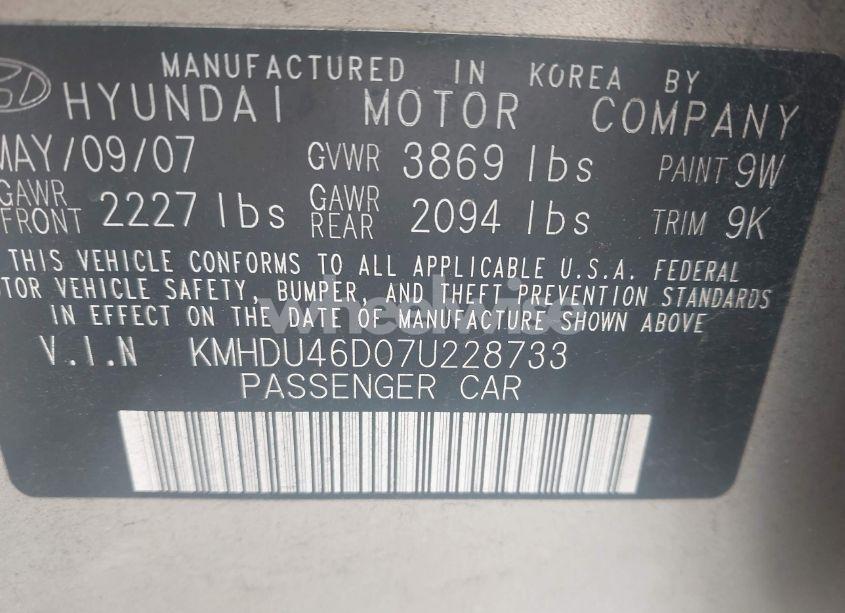 MANUFACTURED IN KOREA BY
HYUNDAI MOTOR COMPANY
MAY/09/07 GVWR 3869 lbs PAINT 9W
GAWR FRONT 2227 lbs GAWR REAR 2094 lbs TRIM 9K
THIS VEHICLE CONFORMS TO ALL APPLICABLE U.S.A. FEDERAL
MOTOR VEHICLE SAFETY, BUMPER, AND THEFT PREVENTION STANDARDS
IN EFFECT ON THE DATE OF MANUFACTURE SHOWN ABOVE
V.I.N KMHDU46D07U228733
PASSENGER CAR